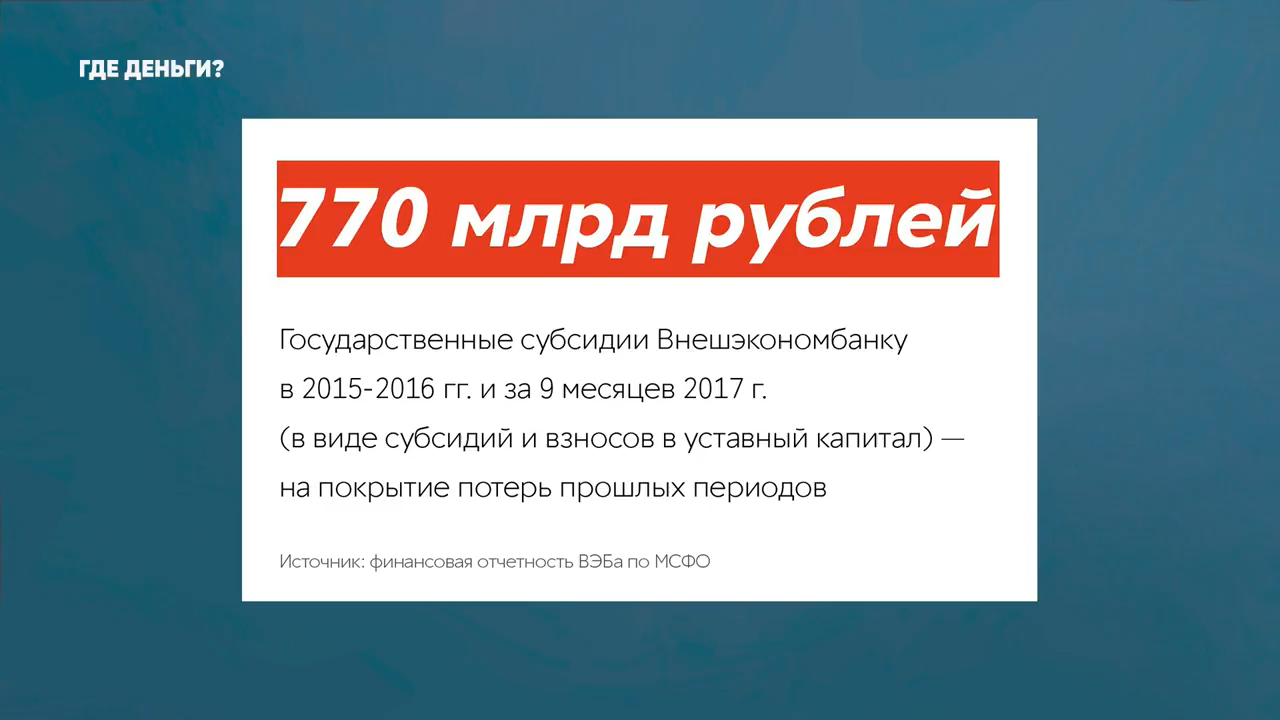 ГДЕ ДЕНЬГИ?
770 млрд рублей
Государственные субсидии Внешэкономбанку
в 2015-2016 гг. и за 9 месяцев 2017 г.
(в виде субсидий и взносов в уставный капитал) —
на покрытие потерь прошлых периодов
Источник: финансовая отчетность ВЭБа по МСФО